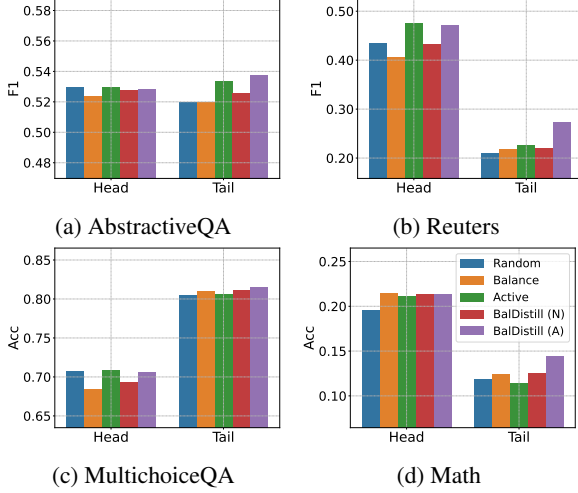 0.58
0.56
0.54
0.52
0.50
0.48
F1
Head Tail
(a) AbstractiveQA
0.50
0.40
0.30
0.20
F1
Head Tail
(b) Reuters
0.85
0.80
0.75
0.70
0.65
Acc
Head Tail
(c) MultichoiceQA
0.25
0.20
0.15
0.10
Acc
Random
Balance
Active
BalDistill (N)
BalDistill (A)
Head Tail
(d) Math